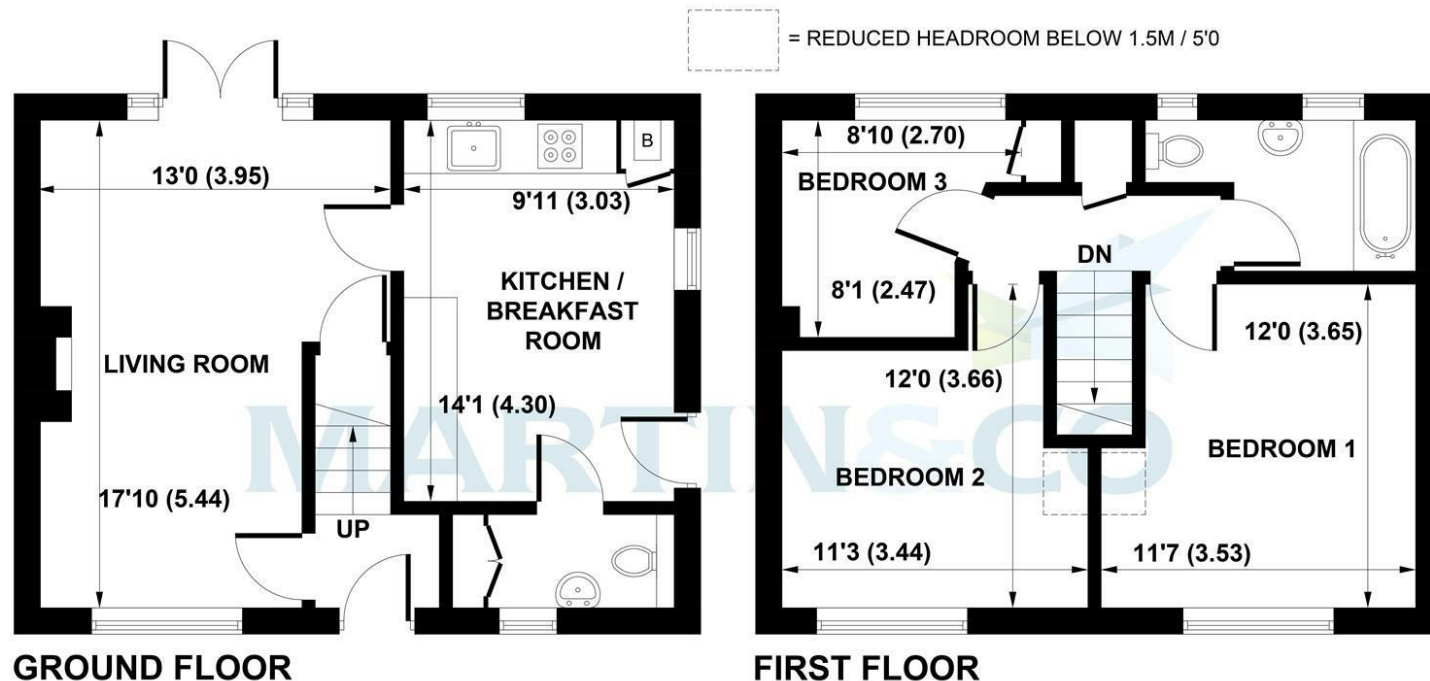 = REDUCED HEADROOM BELOW 1.5M / 5'0
13'0 (3.95)
B
9'11 (3.03)
KITCHEN /
BREAKFAST
ROOM
LIVING ROOM
14'1 (4.30)
17'10 (5.44)
UP
GROUND FLOOR
8'10 (2.70)
BEDROOM 3
DN
8'1 (2.47)
12'0 (3.65)
12'0 (3.66)
BEDROOM 1
BEDROOM 2
11'3 (3.44)
11'7 (3.53)
FIRST FLOOR
MARTIN&CO